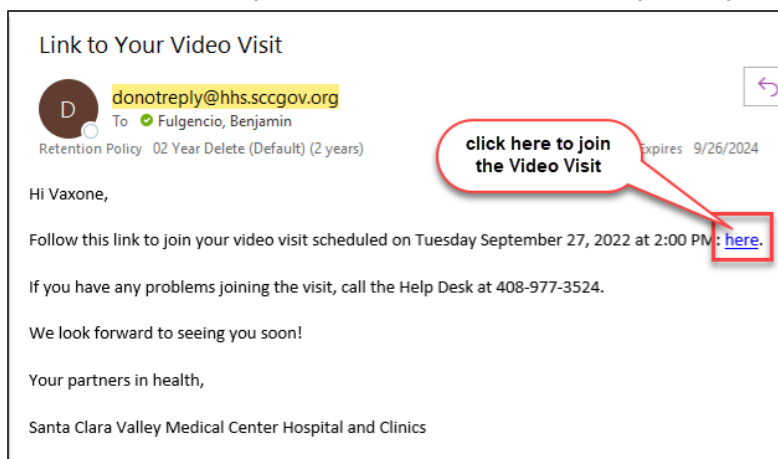 Link to Your Video Visit
D
donotreply@hhs.sccgov.org
To Fulgencio, Benjamin
Retention Policy 02 Year Delete (Default) (2 years)
Expires 9/26/2024
click here to join
the Video Visit
Hi Vaxone,
Follow this link to join your video visit scheduled on Tuesday September 27, 2022 at 2:00 PM: here.
If you have any problems joining the visit, call the Help Desk at 408-977-3524.
We look forward to seeing you soon!
Your partners in health,
Santa Clara Valley Medical Center Hospital and Clinics